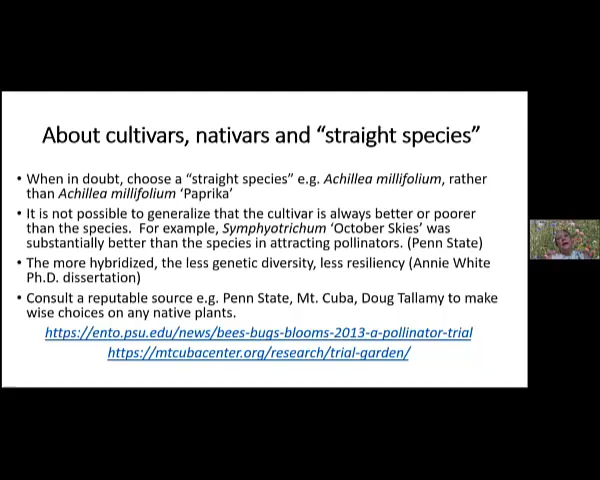 About cultivars, nativars and “straight species”
• When in doubt, choose a “straight species” e.g. Achillea millifolium, rather
than Achillea millifolium ‘Paprika’
• It is not possible to generalize that the cultivar is always better or poorer
than the species. For example, Symphyotrichum ‘October Skies’ was
substantially better than the species in attracting pollinators. (Penn State)
• The more hybridized, the less genetic diversity, less resiliency (Annie White
Ph.D. dissertation)
• Consult a reputable source e.g. Penn State, Mt. Cuba, Doug Tallamy to make
wise choices on any native plants.
https://ento.psu.edu/news/bees-bugs-blooms-2013-a-pollinator-trial
https://mtcubacenter.org/research/trial-garden/